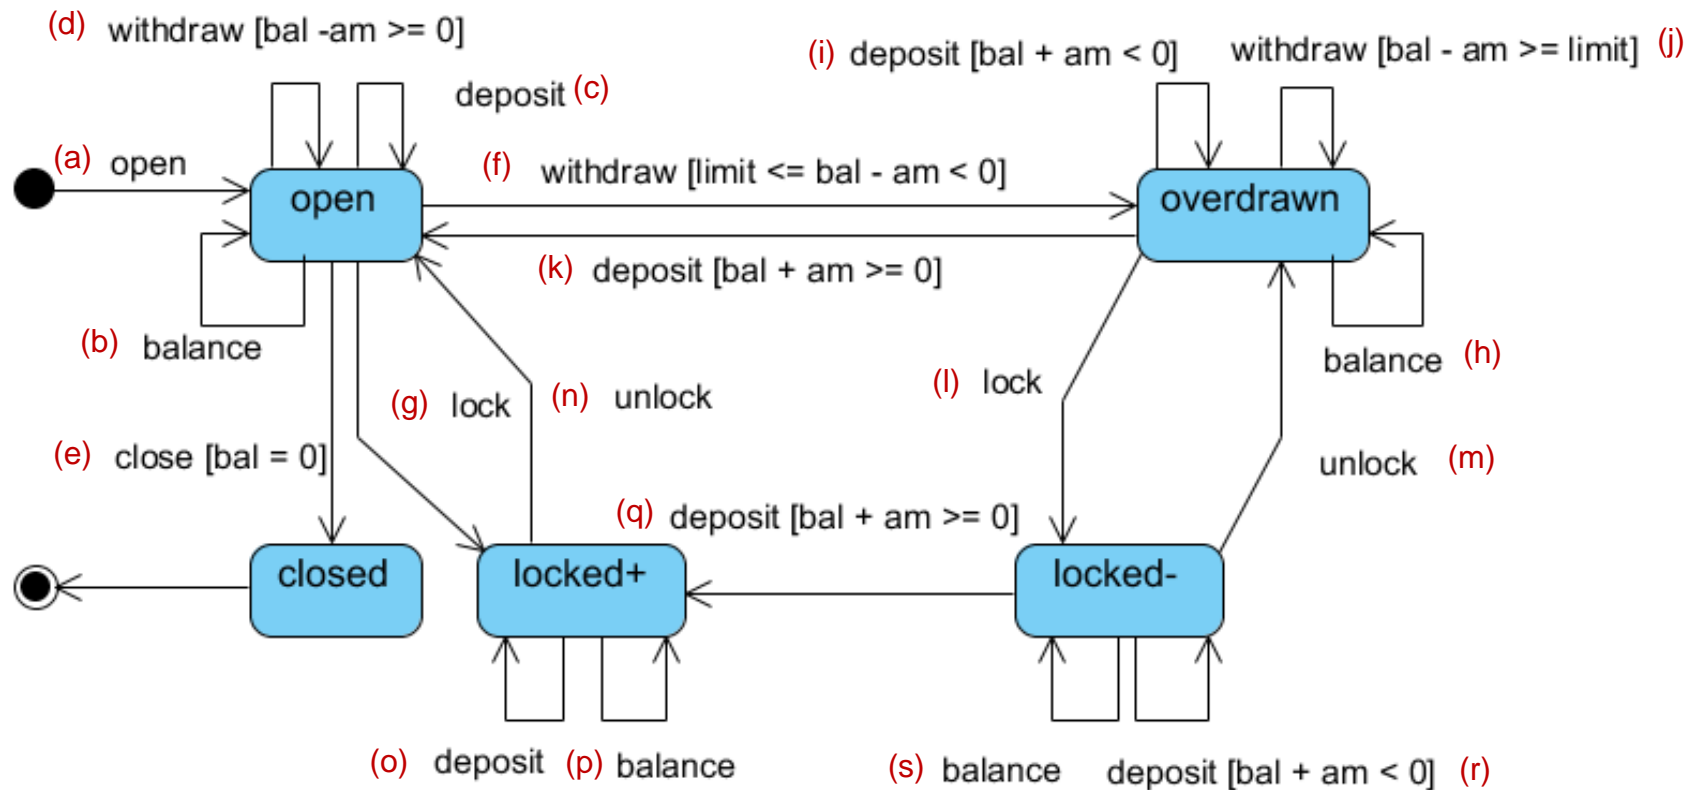 (d) withdraw [bal -am >= 0]
(i) deposit [bal + am < 0]
withdraw [bal - am >= limit] (j)
deposit (c)
(a) open
(f) withdraw [limit <= bal - am < 0]
open
overdrawn
(k) deposit [bal + am >= 0]
(b) balance
balance (h)
(g) lock
(n) unlock
(l) lock
(e) close [bal = 0]
unlock (m)
(q) deposit [bal + am >= 0]
closed
locked+
locked-
(o) deposit
(p) balance
(s) balance
deposit [bal + am < 0] (r)